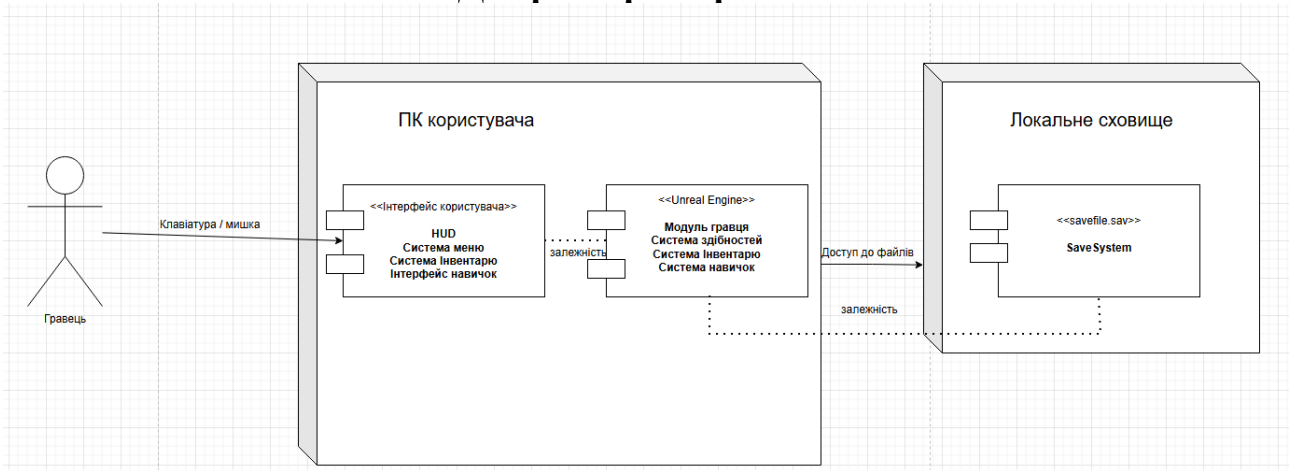 ПК користувача
Локальне сховище
<<Інтерфейс користувача>>
HUD
Система меню
Система Інвентарю
Інтерфейс навичок
<<Unreal Engine>>
Модуль гравця
Система здібностей
Система Інвентарю
Система навичок
<<savefile.sav>>
SaveSystem
Клавіатура / мишка
залежність
Доступ до файлів
залежність
Гравець